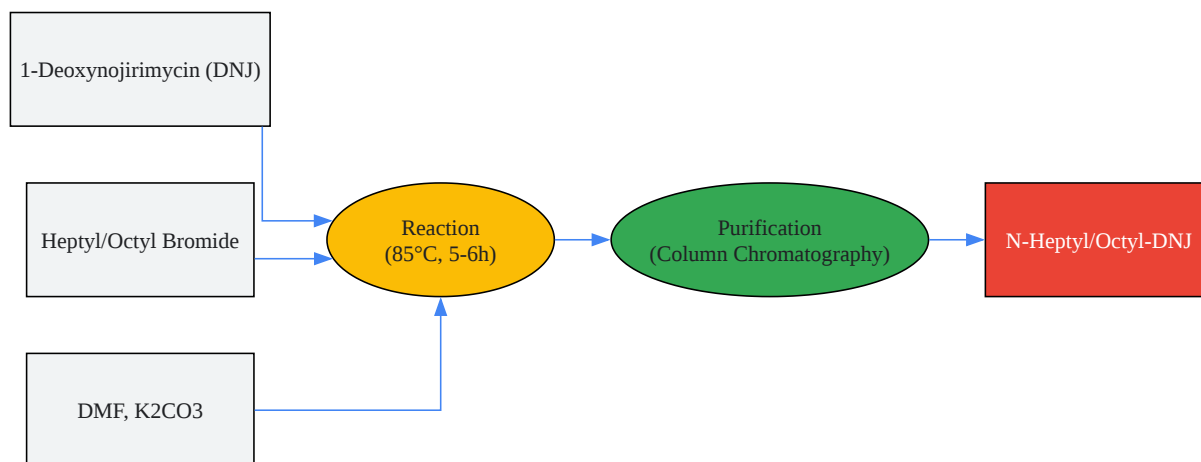 1-Deoxynojirimycin (DNJ)
Heptyl/Octyl Bromide
DMF, K2CO3
Reaction
(85°C, 5-6h)
Purification
(Column Chromatography)
N-Heptyl/Octyl-DNJ